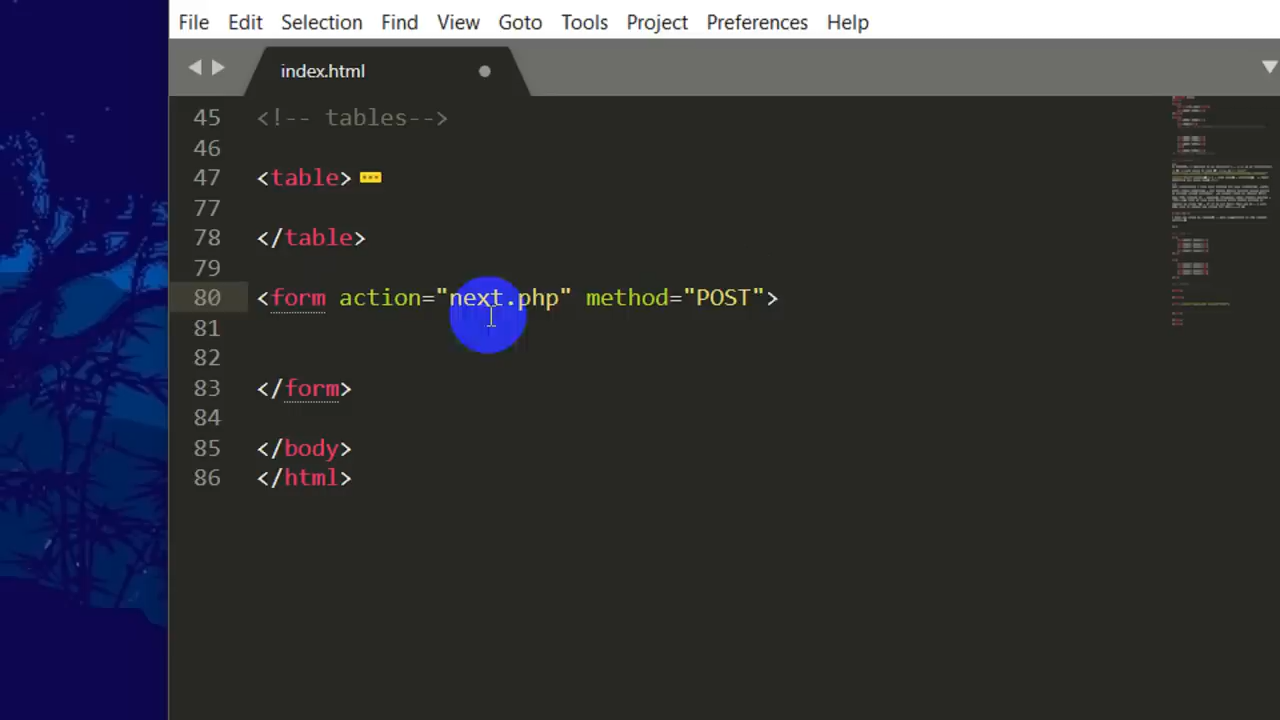 File Edit Selection Find View Goto Tools Project Preferences Help
index.html
45 <!-- tables-->
46
47 <table>
77
78 </table>
79
80 <form action="next.php" method="POST">
81
82
83 </form>
84
85 </body>
86 </html>